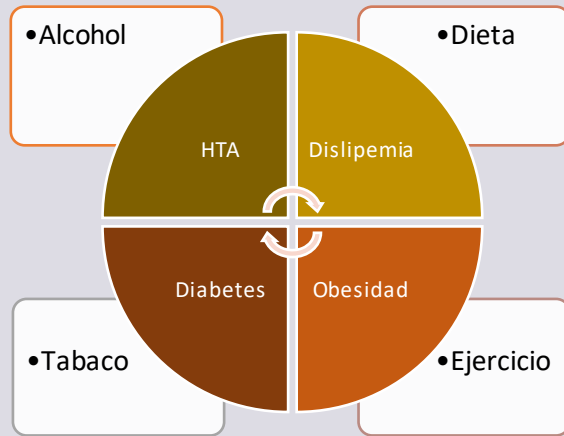 •Alcohol
•Dieta
HTA
Dislipemia
Diabetes
Obesidad
•Tabaco
•Ejercicio